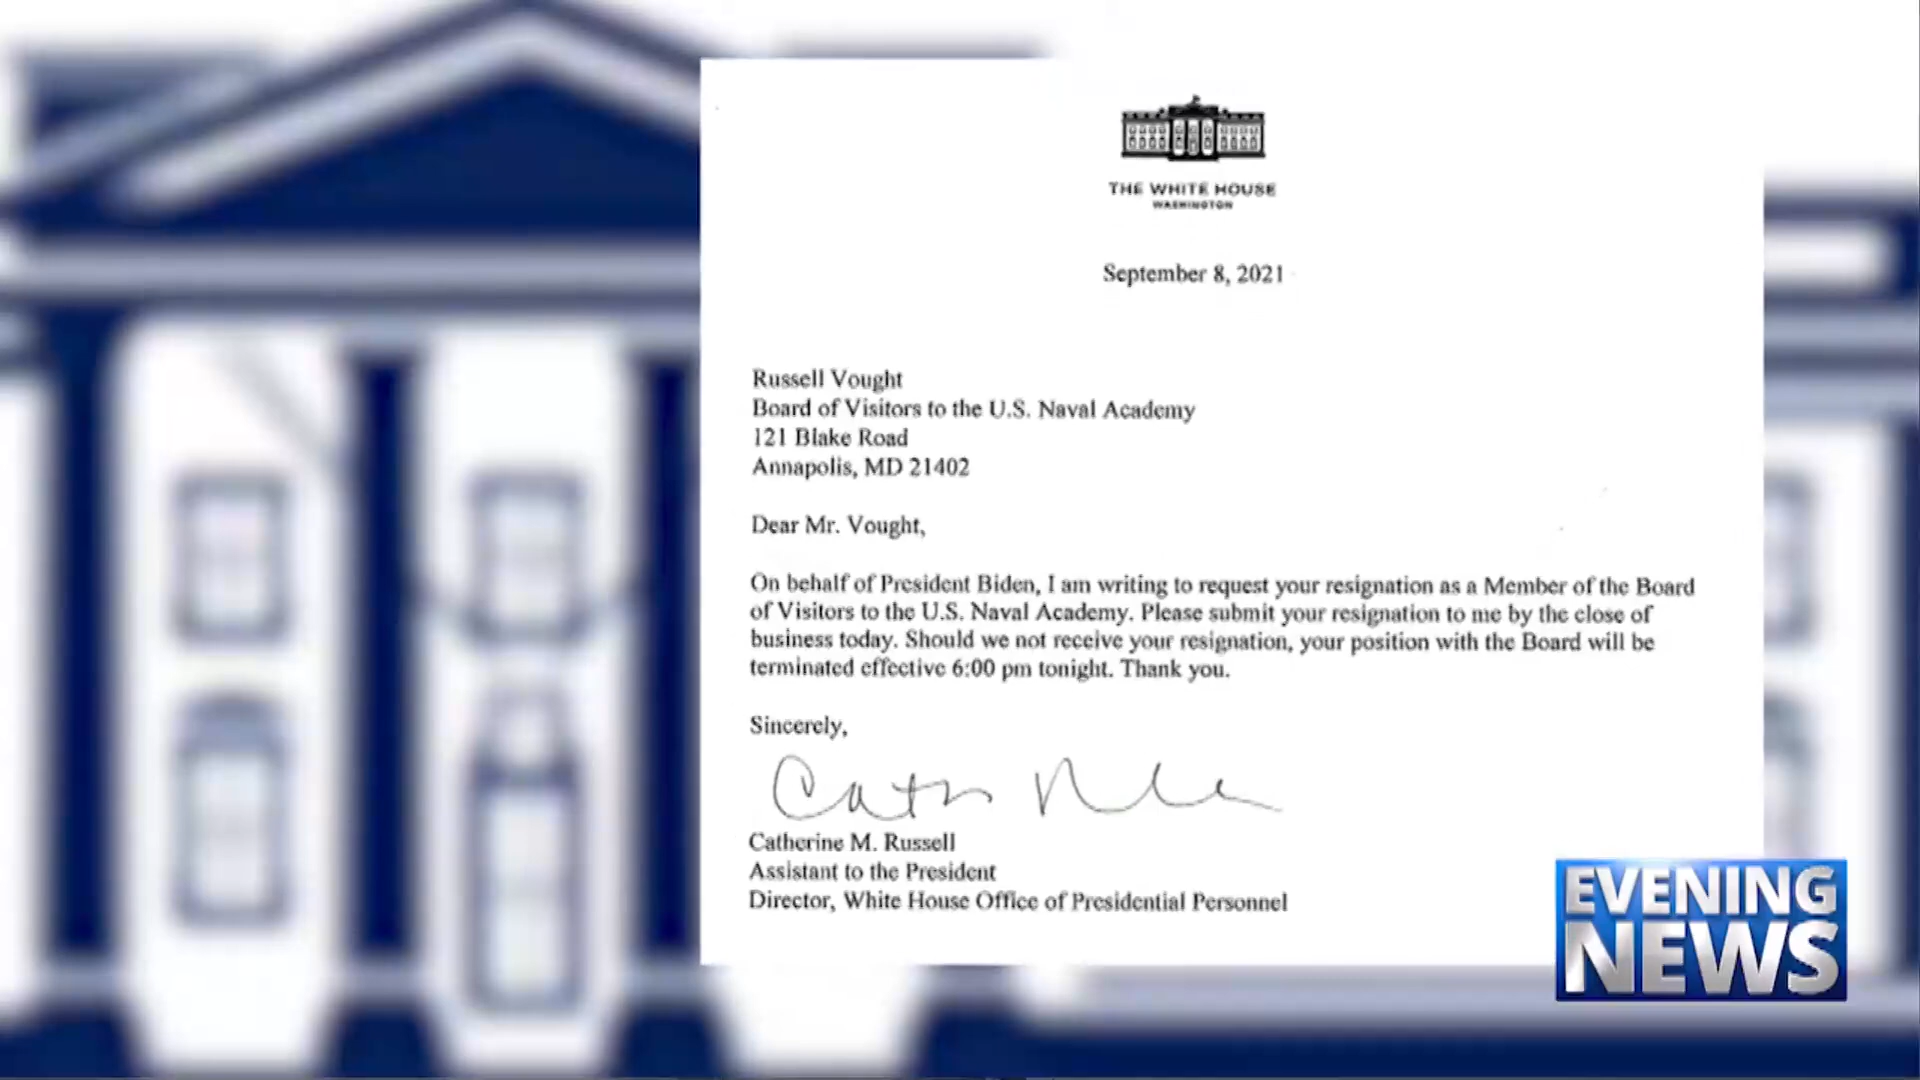 THE WHITE HOUSE
WASHINGTON
September 8, 2021
Russell Vought
Board of Visitors to the U.S. Naval Academy
121 Blake Road
Annapolis, MD 21402
Dear Mr. Vought,
On behalf of President Biden, I am writing to request your resignation as a Member of the Board
of Visitors to the U.S. Naval Academy. Please submit your resignation to me by the close of
business today. Should we not receive your resignation, your position with the Board will be
terminated effective 6:00 pm tonight. Thank you.
Sincerely,
Catherine M. Russell
Assistant to the President
Director, White House Office of Presidential Personnel
EVENING
NEWS